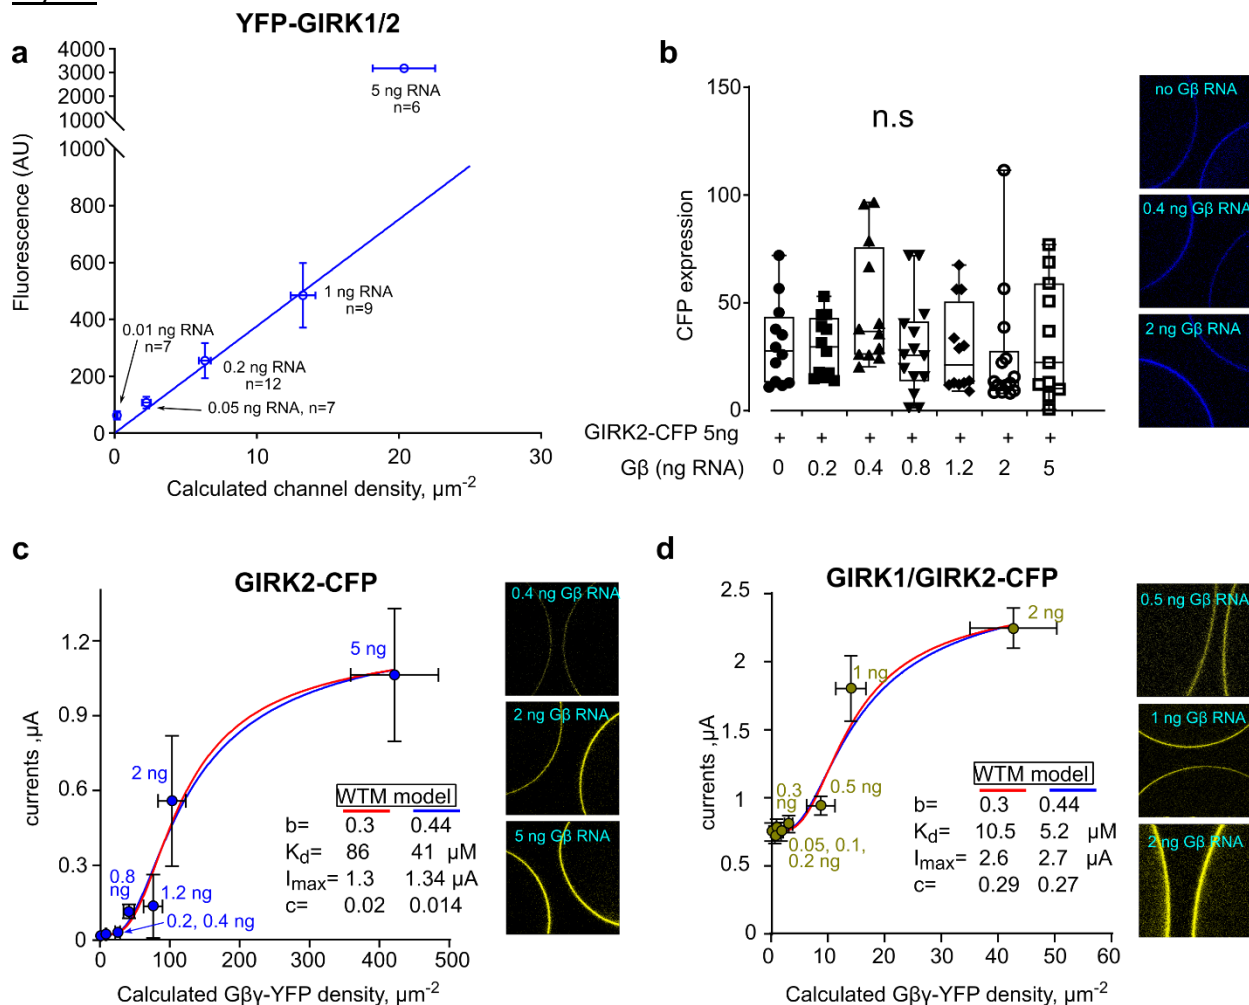 YFP-GIRK1/2
a
4000
3000
2000
1000
1000
800
600
400
200
0
Fluorescence (AU)
5 ng RNA
n=6
1 ng RNA
n=9
0.01 ng RNA
n=7
0.2 ng RNA
n=12
0.05 ng RNA, n=7
0 10 20 30
Calculated channel density, µm-2
b
150
100
50
0
CFP expression
n.s
GIRK2-CFP 5ng + + + + + + +
Gβ (ng RNA) 0 0.2 0.4 0.8 1.2 2 5
no Gβ RNA
0.4 ng Gβ RNA
2 ng Gβ RNA
c
GIRK2-CFP
1.2
0.9
0.6
0.3
0
currents ,µA
5 ng
2 ng
0.8
ng
1.2 ng
0.2, 0.4 ng
WTM model
b= 0.3 0.44
Kd= 86 41 µM
Imax= 1.3 1.34 µA
c= 0.02 0.014
0 100 200 300 400 500
Calculated Gβγ-YFP density, µm-2
0.4 ng Gβ RNA
2 ng Gβ RNA
5 ng Gβ RNA
d
GIRK1/GIRK2-CFP
2.5
2
1.5
1
0.5
0
currents ,µA
2 ng
1 ng
0.3
ng
0.5 ng
0.05, 0.1,
0.2 ng
WTM model
b= 0.3 0.44
Kd= 10.5 5.2 µM
Imax= 2.6 2.7 µA
c= 0.29 0.27
0 10 20 30 40 50 60
Calculated Gβγ-YFP density, µm-2
0.5 ng Gβ RNA
1 ng Gβ RNA
2 ng Gβ RNA